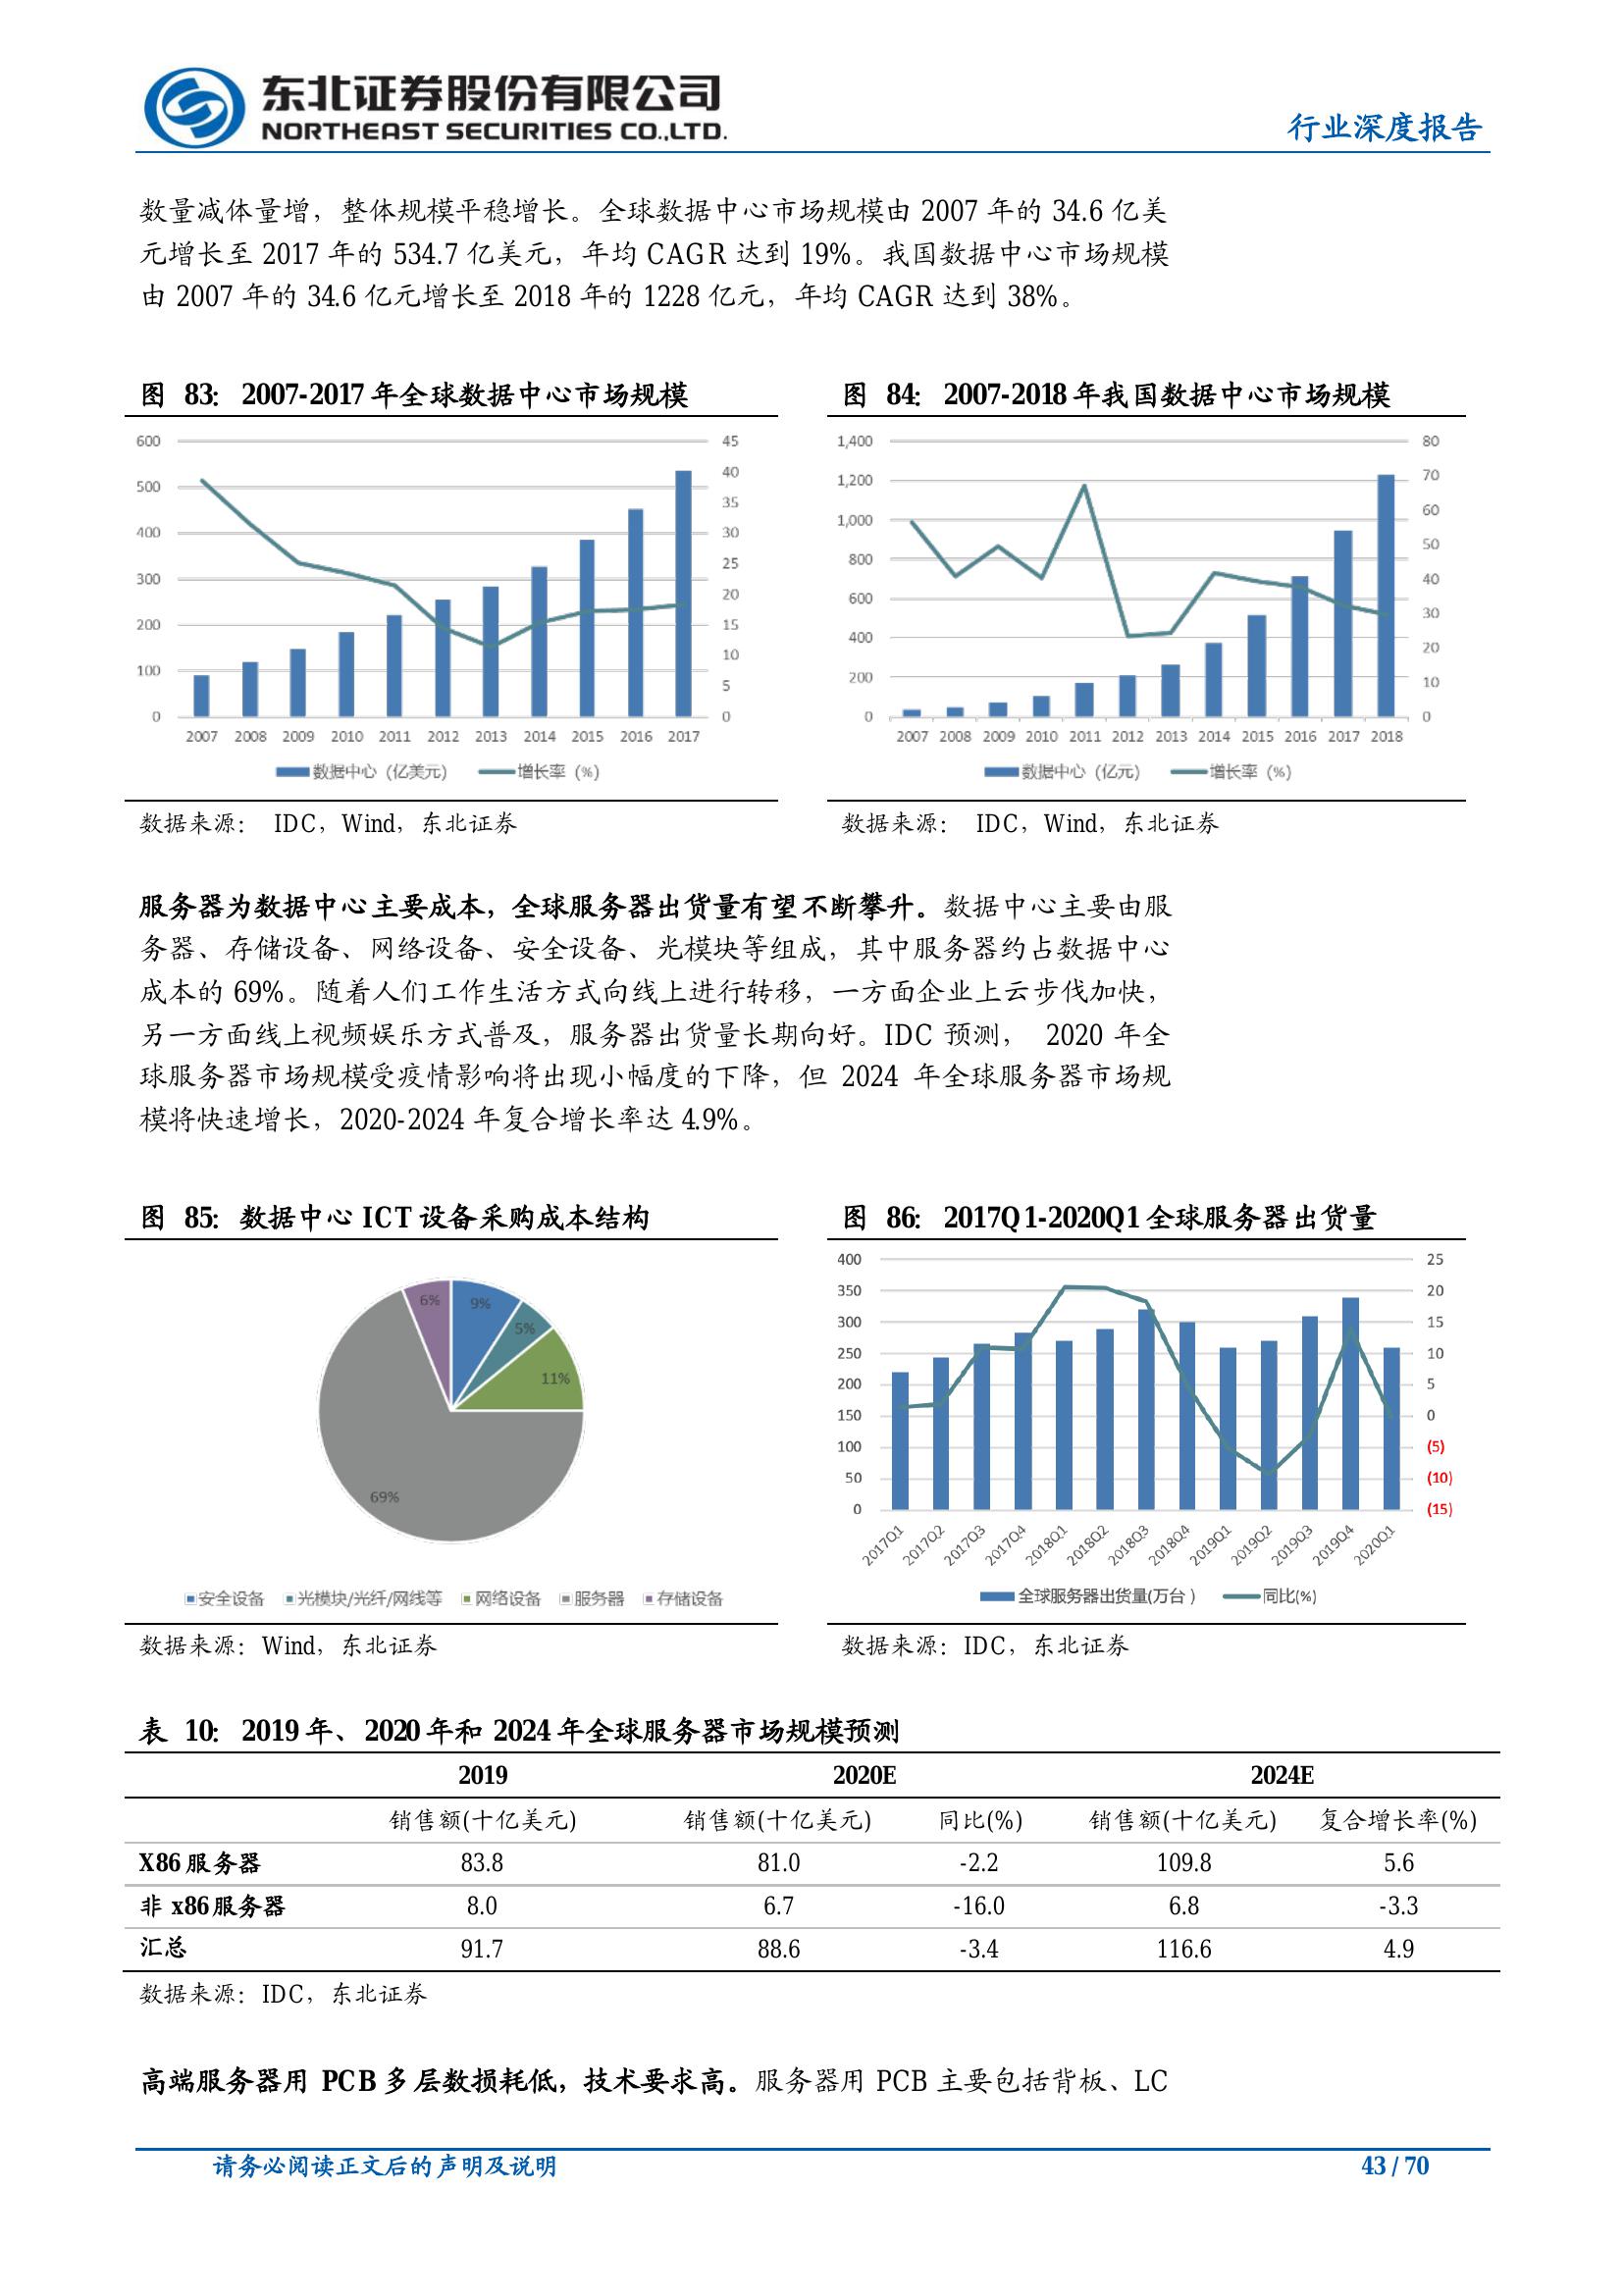 东北证券股份有限公司
NORTHEAST SECURITIES CO.,LTD.
行业深度报告
数量减体量增，整体规模平稳增长。全球数据中心市场规模由 2007 年的 34.6 亿美
元增长至 2017 年的 534.7 亿美元，年均 CAGR 达到 19%。我国数据中心市场规模
由 2007 年的 34.6 亿元增长至 2018 年的 1228 亿元，年均 CAGR 达到 38%。
图 83：2007-2017 年全球数据中心市场规模
600
500
400
300
200
100
0
45
40
35
30
25
20
15
10
5
0
2007 2008 2009 2010 2011 2012 2013 2014 2015 2016 2017
数据中心（亿美元） 增长率（%）
数据来源： IDC，Wind，东北证券
图 84：2007-2018 年我国数据中心市场规模
1,400
1,200
1,000
800
600
400
200
0
80
70
60
50
40
30
20
10
0
2007 2008 2009 2010 2011 2012 2013 2014 2015 2016 2017 2018
数据中心（亿元） 增长率（%）
数据来源： IDC，Wind，东北证券
服务器为数据中心主要成本，全球服务器出货量有望不断攀升。数据中心主要由服
务器、存储设备、网络设备、安全设备、光模块等组成，其中服务器约占数据中心
成本的 69%。随着人们工作生活方式向线上进行转移，一方面企业上云步伐加快，
另一方面线上视频娱乐方式普及，服务器出货量长期向好。IDC 预测， 2020 年全
球服务器市场规模受疫情影响将出现小幅度的下降，但 2024 年全球服务器市场规
模将快速增长，2020-2024 年复合增长率达 4.9%。
图 85：数据中心 ICT 设备采购成本结构
6%
9%
5%
11%
69%
安全设备 光模块/光纤/网线等 网络设备 服务器 存储设备
数据来源：Wind，东北证券
图 86：2017Q1-2020Q1 全球服务器出货量
400
350
300
250
200
150
100
50
0
25
20
15
10
5
0
(5)
(10)
(15)
2017Q1 2017Q2 2017Q3 2017Q4 2018Q1 2018Q2 2018Q3 2018Q4 2019Q1 2019Q2 2019Q3 2019Q4 2020Q1
全球服务器出货量(万台 ) 同比(%)
数据来源：IDC，东北证券
表 10：2019 年、2020 年和 2024 年全球服务器市场规模预测
2019 2020E 2024E
销售额(十亿美元) 销售额(十亿美元) 同比(%) 销售额(十亿美元) 复合增长率(%)
X86 服务器 83.8 81.0 -2.2 109.8 5.6
非 x86 服务器 8.0 6.7 -16.0 6.8 -3.3
汇总 91.7 88.6 -3.4 116.6 4.9
数据来源：IDC，东北证券
高端服务器用 PCB 多层数损耗低，技术要求高。服务器用 PCB 主要包括背板、LC
请务必阅读正文后的声明及说明
43 / 70